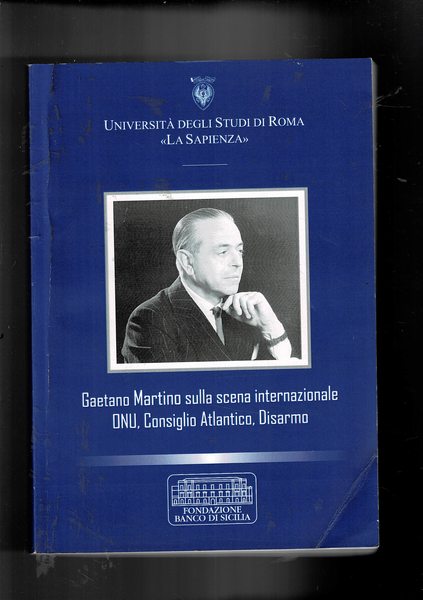 UNIVERSITÀ DEGLI STUDI DI ROMA
«LA SAPIENZA»
Gaetano Martino sulla scena internazionale
ONU, Consiglio Atlantico, Disarmo
FONDAZIONE
BANCO DI SICILIA